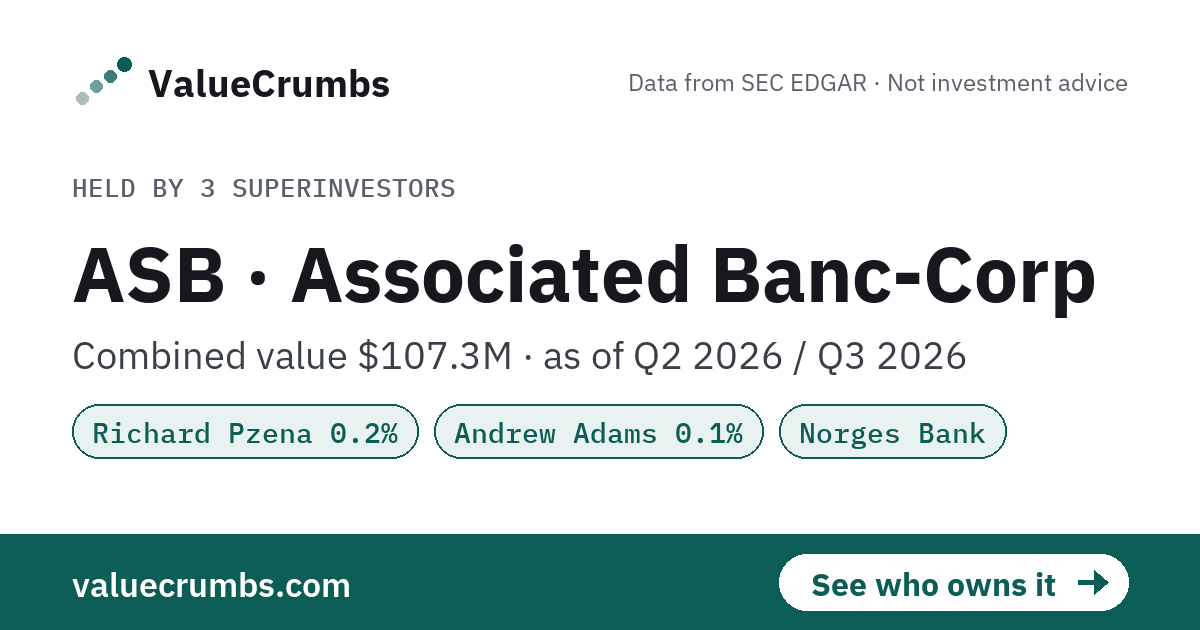 ValueCrumbs
Data from SEC EDGAR · Not investment advice
HELD BY 3 SUPERINVESTORS
ASB · Associated Banc-Corp
Combined value $107.3M · as of Q2 2026 / Q3 2026
Richard Pzena 0.2%
Andrew Adams 0.1%
Norges Bank
valuecrumbs.com
See who owns it →